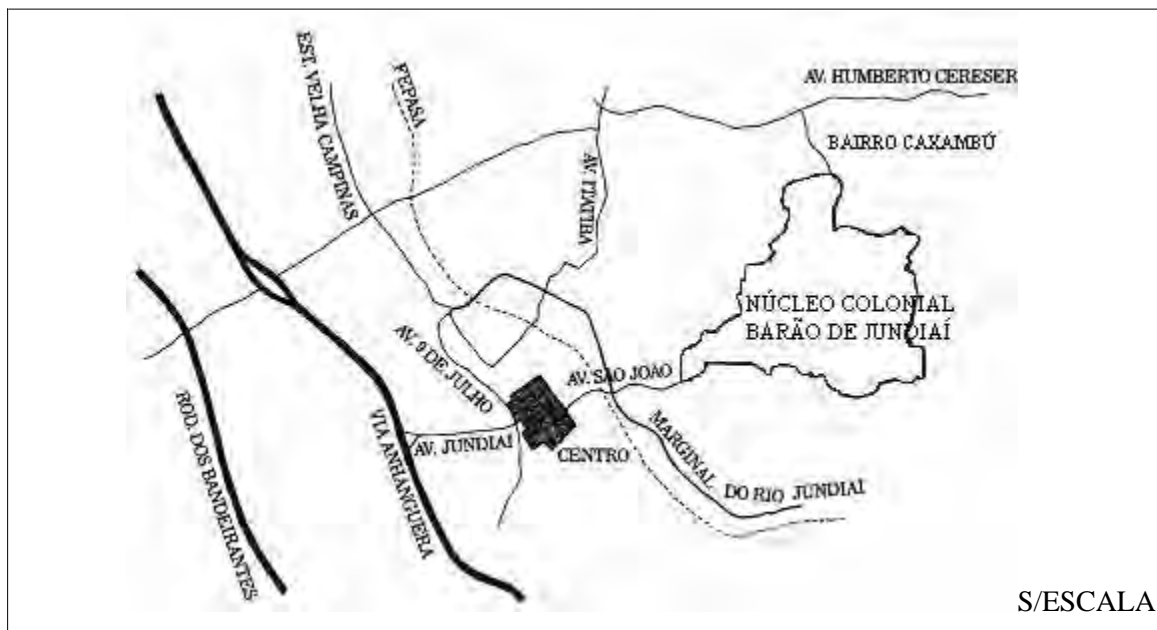 EST. VELHA CAMPINAS
FEPASA
AV. HUMBERTO CERESER
BAIRRO CAXAMBÚ
AV. ITATIBA
NÚCLEO COLONIAL
BARÃO DE JUNDIAÍ
AV. 9 DE JULHO
AV. SÃO JOÃO
ROD. DOS BANDEIRANTES
VIA ANHANGUERA
AV. JUNDIAÍ
CENTRO
MARGINAL DO RIO JUNDIAÍ
S/ESCALA